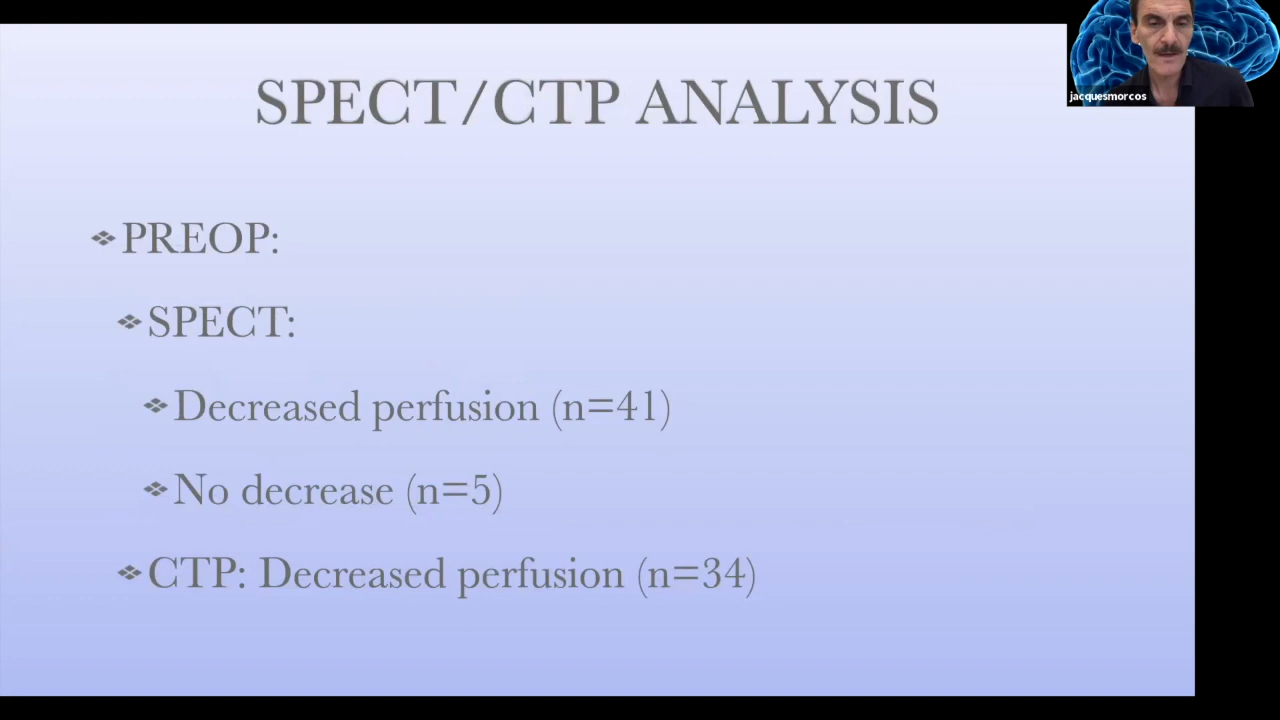 jacquesmorcos
SPECT/CTP ANALYSIS
PREOP:
SPECT:
Decreased perfusion (n=41)
No decrease (n=5)
CTP: Decreased perfusion (n=34)